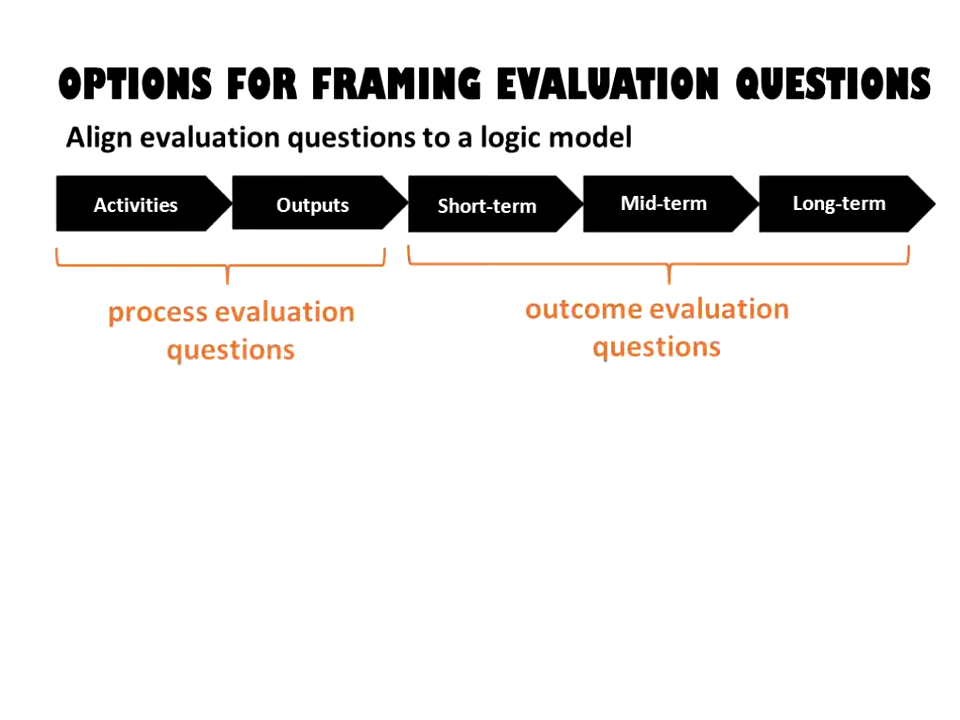 OPTIONS FOR FRAMING EVALUATION QUESTIONS
Align evaluation questions to a logic model
Activities
Outputs
Short-term
Mid-term
Long-term
process evaluation
questions
outcome evaluation
questions